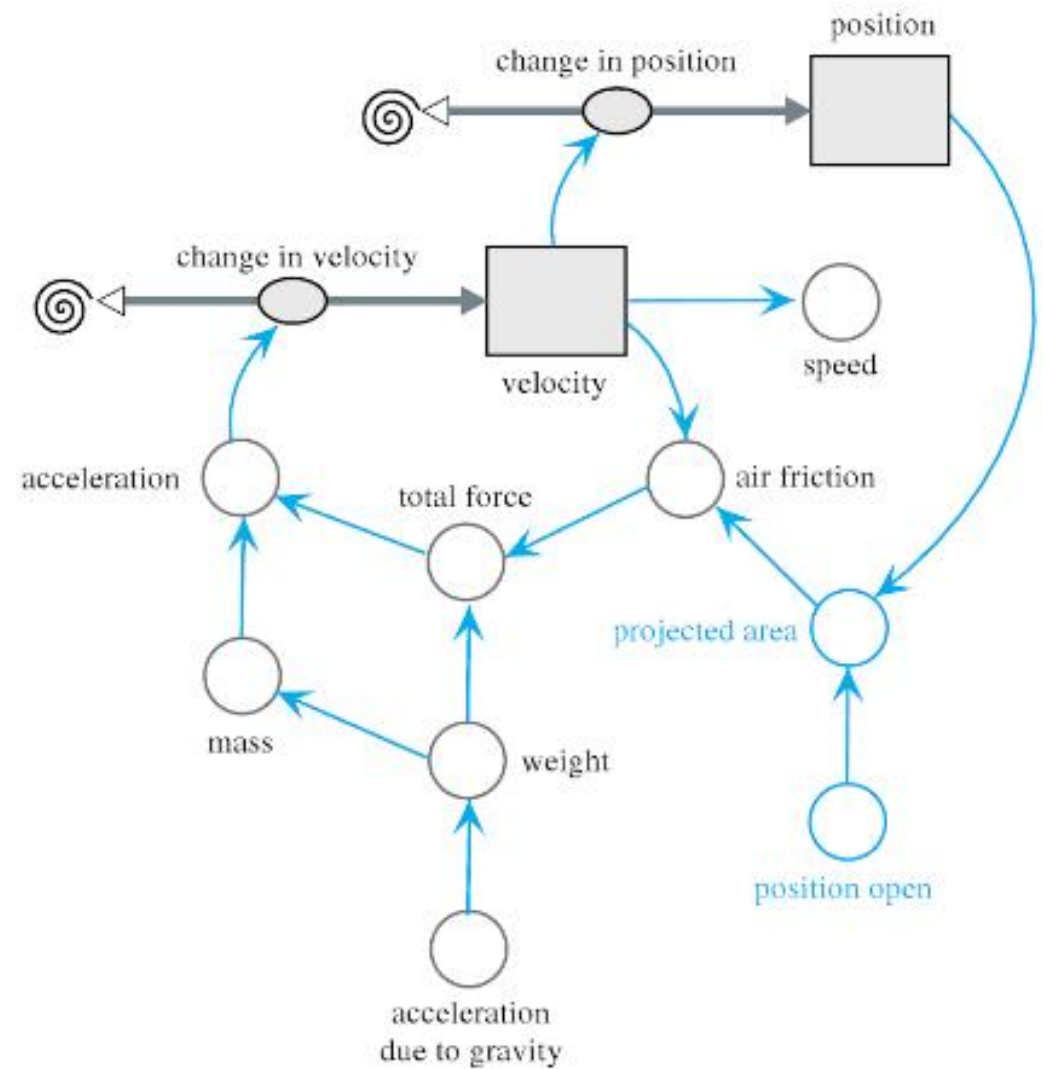 position
change in position
change in velocity
speed
velocity
acceleration
total force
air friction
projected area
mass
weight
position open
acceleration
due to gravity